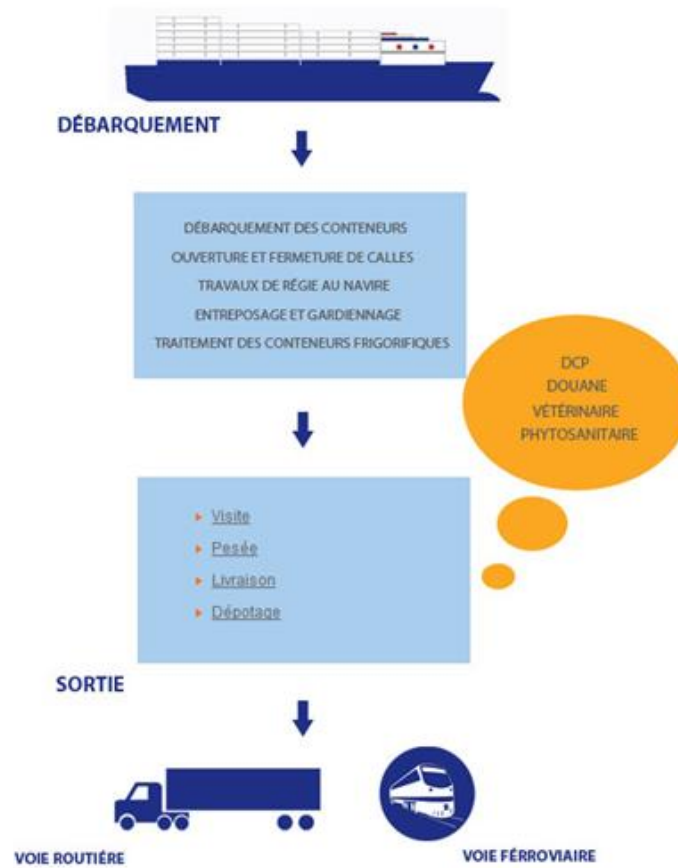 DÉBARQUEMENT
DÉBARQUEMENT DES CONTENEURS
OUVERTURE ET FERMETURE DE CALLES
TRAVAUX DE RÉGIE AU NAVIRE
ENTREPOSAGE ET GARDIENNAGE
TRAITEMENT DES CONTENEURS FRIGORIFIQUES
DCP
DOUANE
VÉTÉRINAIRE
PHYTOSANITAIRE
Visite
Pesée
Livraison
Dépotage
SORTIE
VOIE ROUTIÉRE
VOIE FÉRROVIAIRE